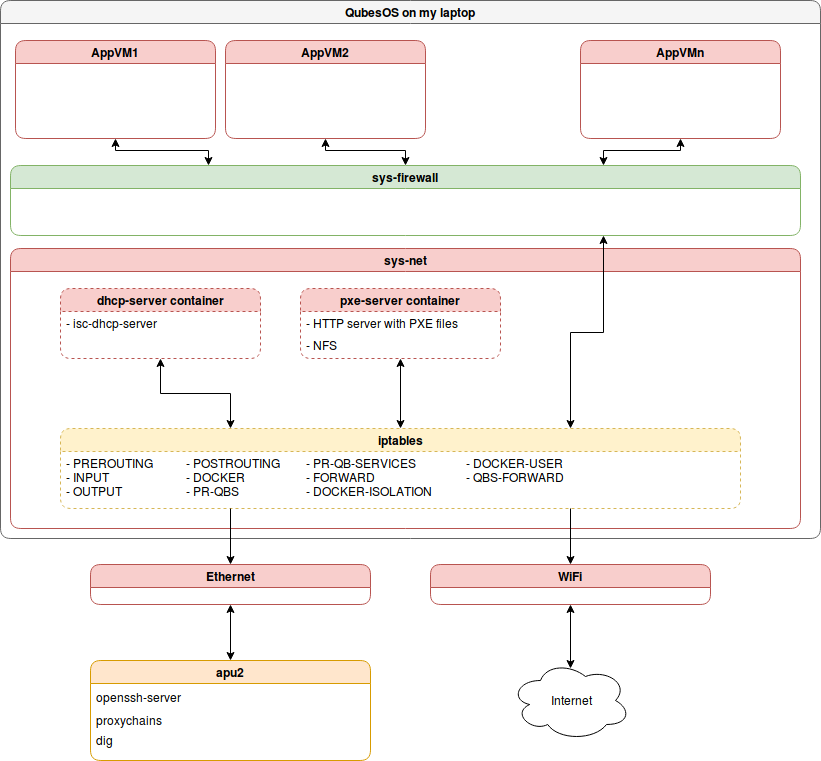 QubesOS on my laptop
AppVM1
AppVM2
AppVMn
sys-firewall
sys-net
dhcp-server container
- isc-dhcp-server
pxe-server container
- HTTP server with PXE files
- NFS
iptables
- PREROUTING
- INPUT
- OUTPUT
- POSTROUTING
- DOCKER
- PR-QBS
- PR-QB-SERVICES
- FORWARD
- DOCKER-ISOLATION
- DOCKER-USER
- QBS-FORWARD
Ethernet
WiFi
apu2
openssh-server
proxychains
dig
Internet